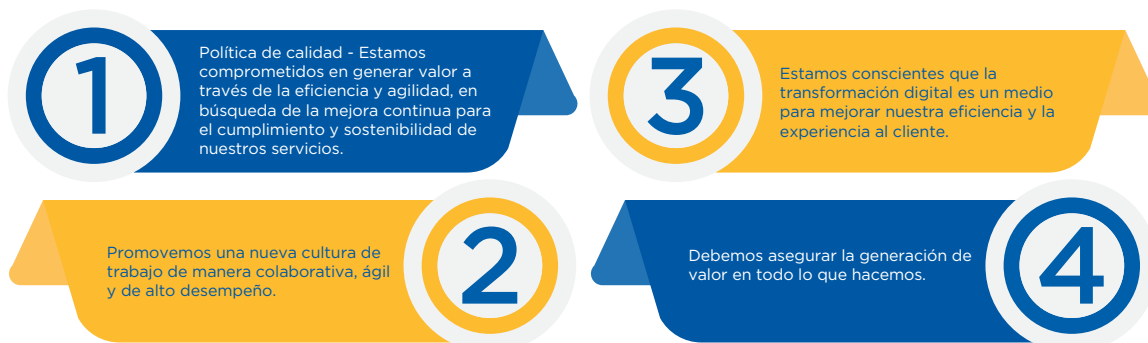 1
Política de calidad - Estamos
comprometidos en generar valor a
través de la eficiencia y agilidad, en
búsqueda de la mejora continua para
el cumplimiento y sostenibilidad de
nuestros servicios.
2
Promovemos una nueva cultura de
trabajo de manera colaborativa, ágil
y de alto desempeño.
3
Estamos conscientes que la
transformación digital es un medio
para mejorar nuestra eficiencia y la
experiencia al cliente.
4
Debemos asegurar la generación de
valor en todo lo que hacemos.